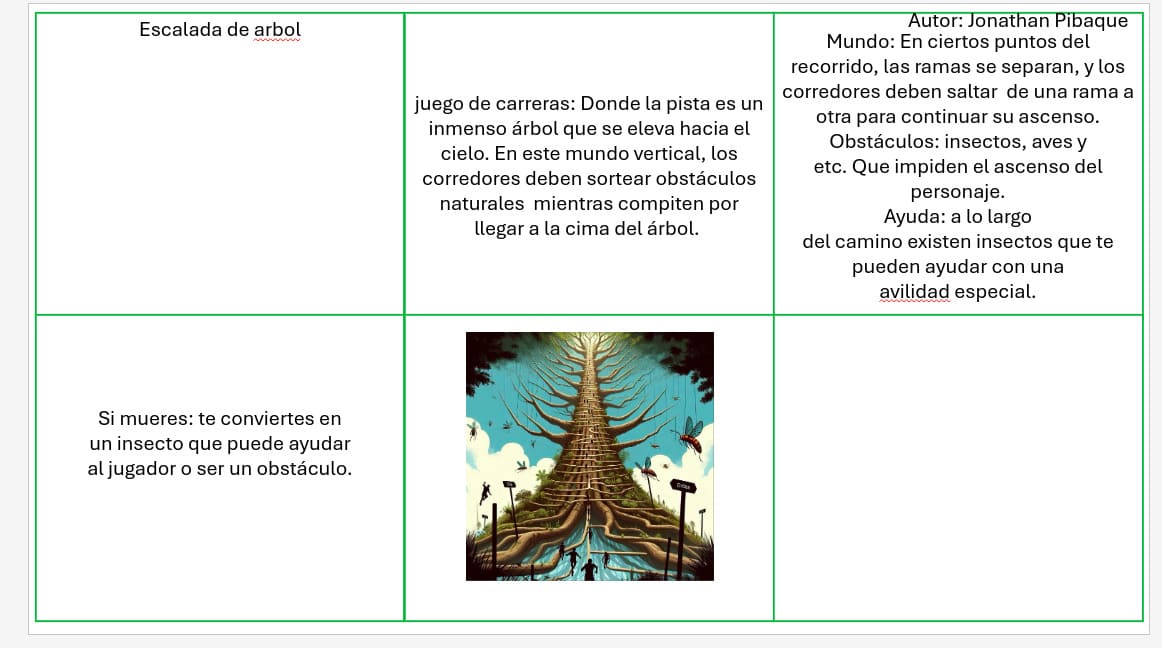 Escalada de arbol
juego de carreras: Donde la pista es un
inmenso árbol que se eleva hacia el
cielo. En este mundo vertical, los
corredores deben sortear obstáculos
naturales mientras compiten por
llegar a la cima del árbol.
Autor: Jonathan Pibaque
Mundo: En ciertos puntos del
recorrido, las ramas se separan, y los
corredores deben saltar de una rama a
otra para continuar su ascenso.
Obstáculos: insectos, aves y
etc. Que impiden el ascenso del
personaje.
Ayuda: a lo largo
del camino existen insectos que te
pueden ayudar con una
avilidad especial.
Si mueres: te conviertes en
un insecto que puede ayudar
al jugador o ser un obstáculo.